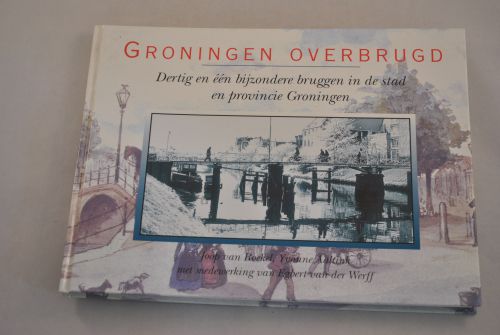 GRONINGEN OVERBRUGD
Dertig en één bijzondere bruggen in de stad
en provincie Groningen
Joop van Roekel, Yvonne
met medewerking van Egbert van der Werff